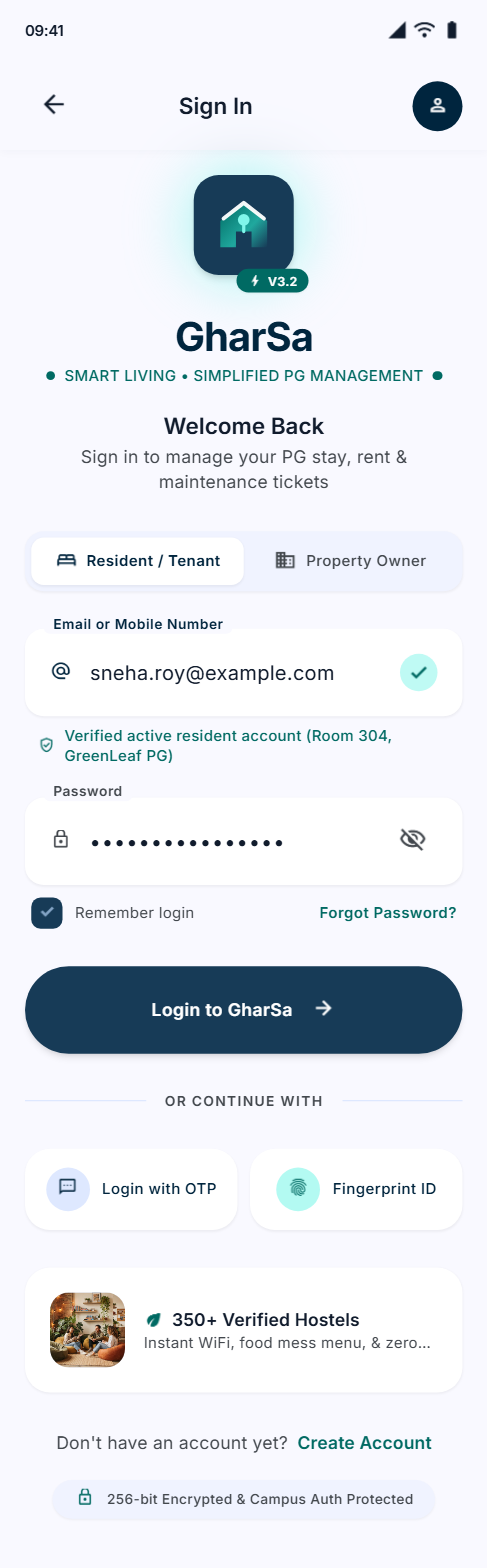 09:41
Sign In
V3.2
GharSa
SMART LIVING • SIMPLIFIED PG MANAGEMENT
Welcome Back
Sign in to manage your PG stay, rent &
maintenance tickets
Resident / Tenant
Property Owner
Email or Mobile Number
sneha.roy@example.com
Verified active resident account (Room 304,
GreenLeaf PG)
Password
Remember login
Forgot Password?
Login to GharSa
OR CONTINUE WITH
Login with OTP
Fingerprint ID
350+ Verified Hostels
Instant WiFi, food mess menu, & zero...
Don't have an account yet? Create Account
256-bit Encrypted & Campus Auth Protected